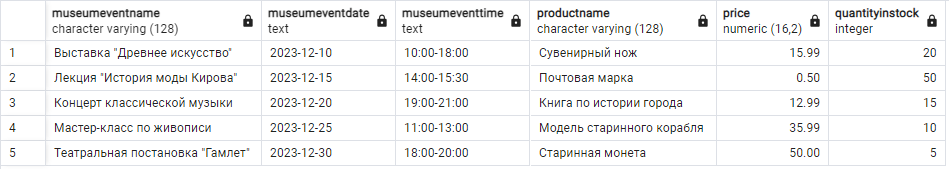 museumeventname museumeventdate museumeventtime productname price quantityinstock
character varying (128) text text character varying (128) numeric (16,2) integer
1 Выставка "Древнее искусство" 2023-12-10 10:00-18:00 Сувенирный нож 15.99 20
2 Лекция "История моды Кирова" 2023-12-15 14:00-15:30 Почтовая марка 0.50 50
3 Концерт классической музыки 2023-12-20 19:00-21:00 Книга по истории города 12.99 15
4 Мастер-класс по живописи 2023-12-25 11:00-13:00 Модель старинного корабля 35.99 10
5 Театральная постановка "Гамлет" 2023-12-30 18:00-20:00 Старинная монета 50.00 5